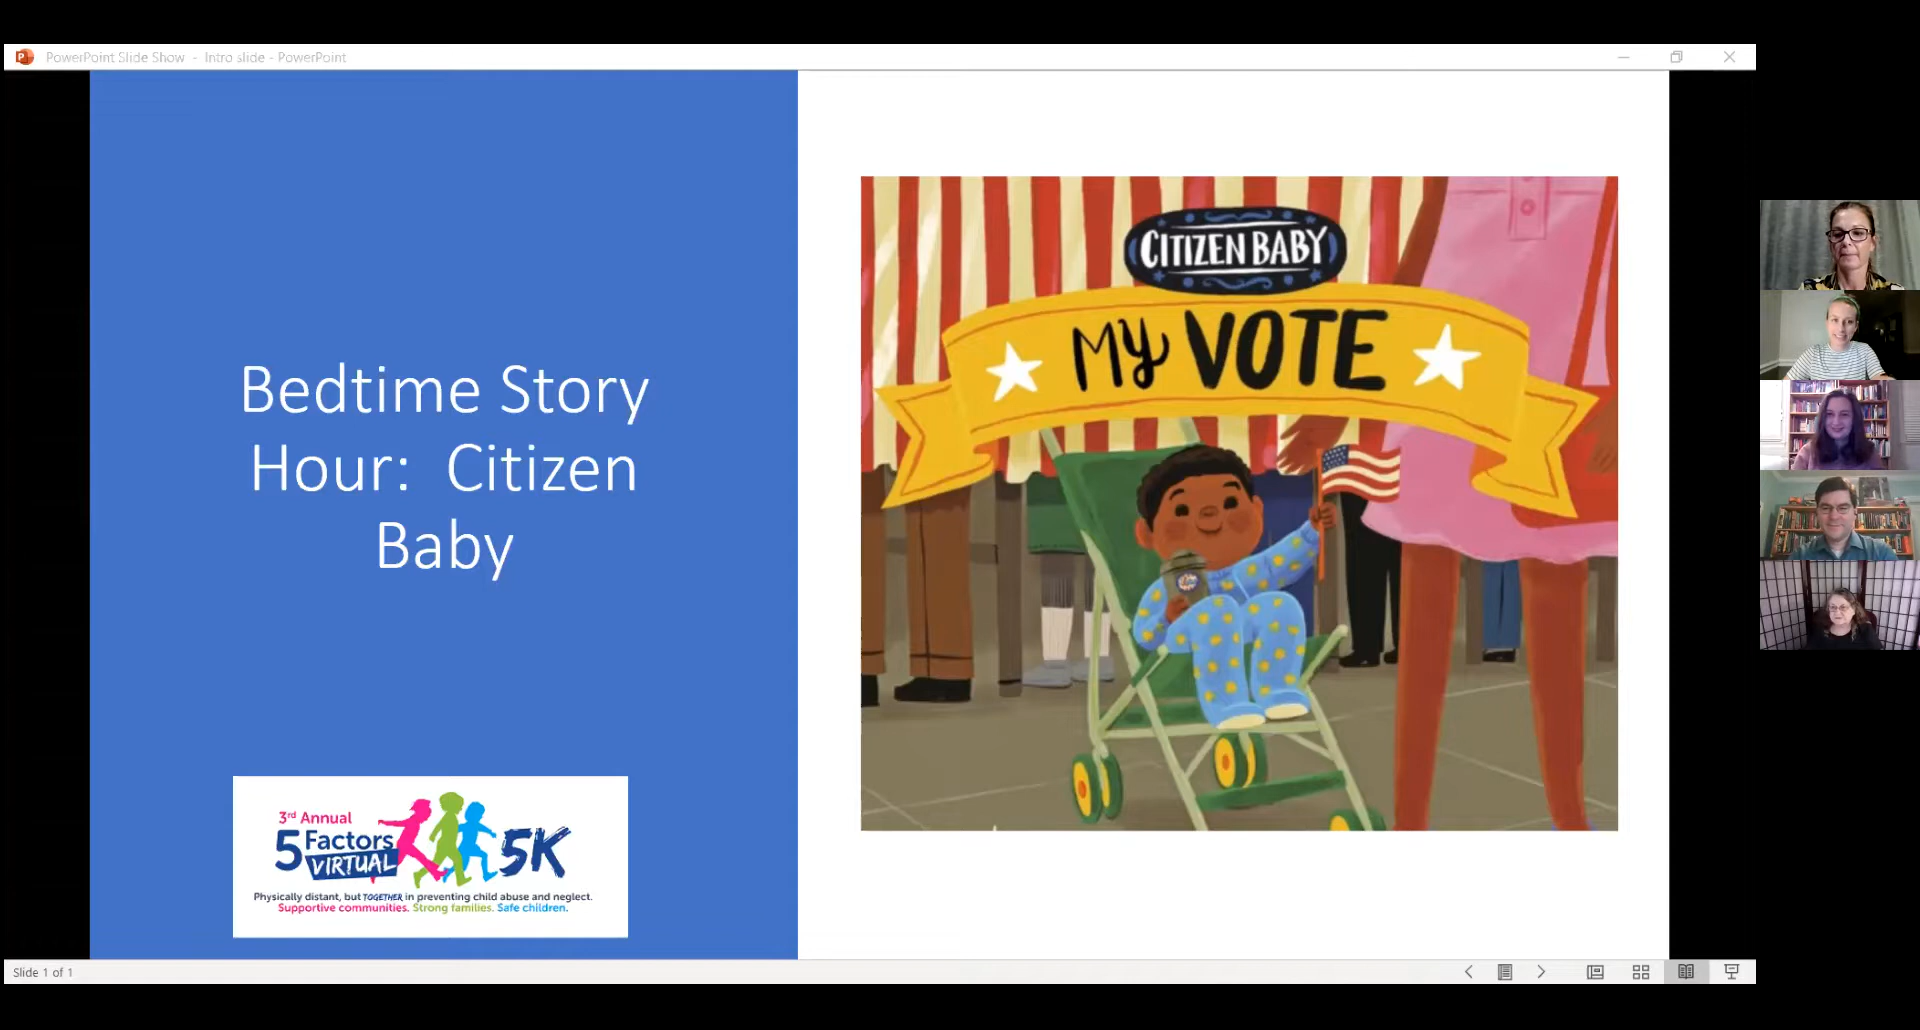 PowerPoint Slide Show - Intro slide - PowerPoint
Bedtime Story
Hour: Citizen
Baby
3rd Annual
5 Factors
VIRTUAL
5K
Physically distant, but TOGETHER in preventing child abuse and neglect.
Supportive communities. Strong families. Safe children.
CITIZEN BABY
MY VOTE
Slide 1 of 1